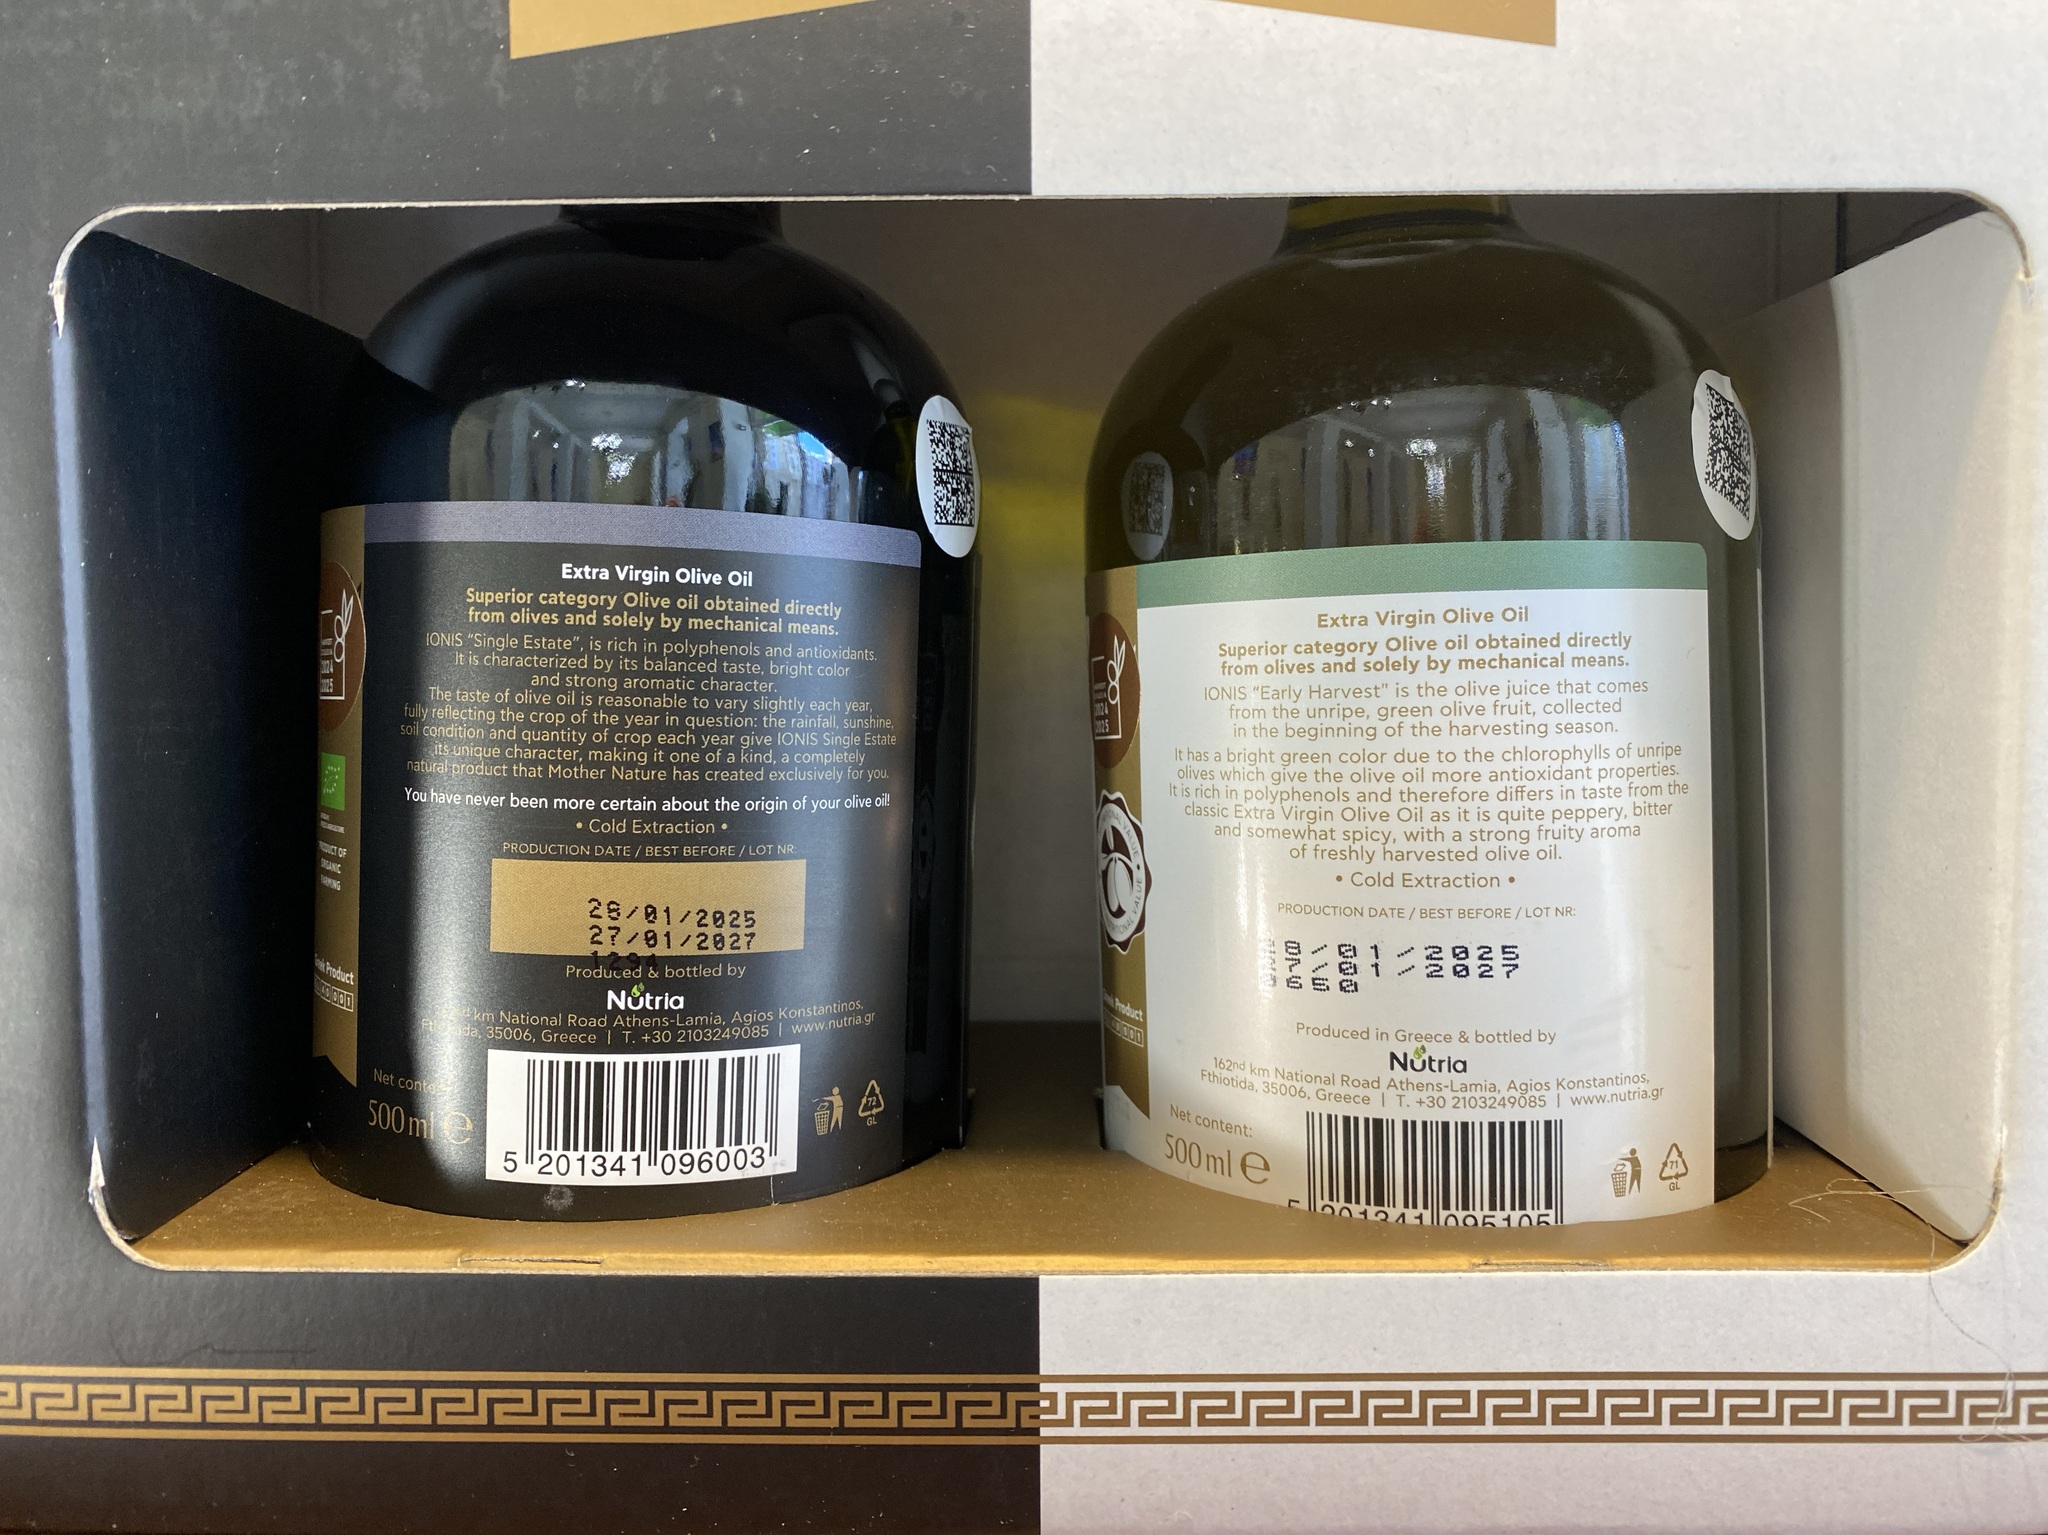 Extra Virgin Olive Oil
Superior category Olive oil obtained directly
from olives and solely by mechanical means.
IONIS "Single Estate", is rich in polyphenols and antioxidants.
It is characterized by its balanced taste, bright color
and strong aromatic character.
The taste of olive oil is reasonable to vary slightly each year,
fully reflecting the crop of the year in question: the rainfall, sunshine,
soil condition and quantity of crop each year give IONIS Single Estate
its unique character, making it one of a kind, a completely
natural product that Mother Nature has created exclusively for you.
You have never been more certain about the origin of your olive oil!
• Cold Extraction •
PRODUCTION DATE / BEST BEFORE / LOT NR:
28/01/2025
27/01/2027
1294
Produced & bottled by
Nutria
km National Road Athens-Lamia, Agios Konstantinos,
Fthiotida, 35006, Greece | T. +30 2103249085 | www.nutria.gr
Net
500 ml e
5 201341 096003
72
GL
2024
2025
OF
ORGANIC
FARMING
Product
Extra Virgin Olive Oil
Superior category Olive oil obtained directly
from olives and solely by mechanical means.
IONIS "Early Harvest" is the olive juice that comes
from the unripe, green olive fruit, collected
in the beginning of the harvesting season.
It has a bright green color due to the chlorophylls of unripe
olives which give the olive oil more antioxidant properties.
It is rich in polyphenols and therefore differs in taste from the
classic Extra Virgin Olive Oil as it is quite peppery, bitter
and somewhat spicy, with a strong fruity aroma
of freshly harvested olive oil.
• Cold Extraction •
PRODUCTION DATE / BEST BEFORE / LOT NR:
8/01/2025
7/01/2027
650
Produced in Greece & bottled by
Nutria
162nd km National Road Athens-Lamia, Agios Konstantinos,
Fthiotida, 35006, Greece | T. +30 2103249085 | www.nutria.gr
Net content:
500 ml e
5 201341 095105
71
GL
2024
2025
VALUE
Product